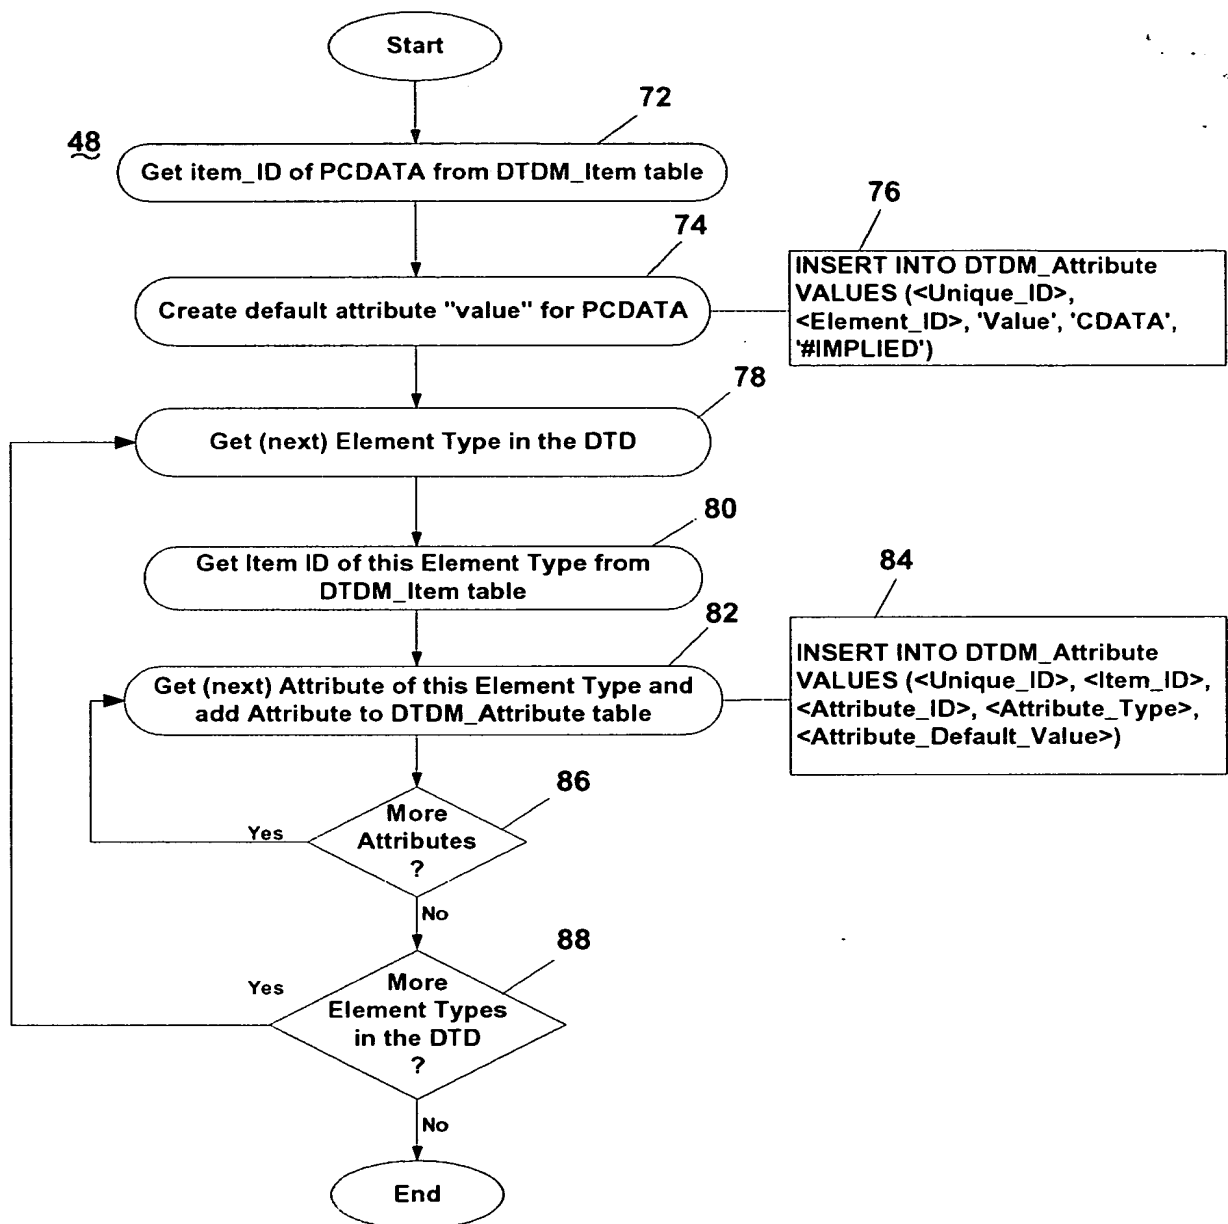 Start
72
48
Get item_ID of PCDATA from DTDM_Item table
76
74
INSERT INTO DTDM_Attribute
VALUES (<Unique_ID>,
<Element_ID>, 'Value', 'CDATA',
'#IMPLIED')
Create default attribute "value" for PCDATA
78
Get (next) Element Type in the DTD
80
Get Item ID of this Element Type from
DTDM_Item table
84
82
INSERT INTO DTDM_Attribute
VALUES (<Unique_ID>, <Item_ID>,
<Attribute_ID>, <Attribute_Type>,
<Attribute_Default_Value>)
Get (next) Attribute of this Element Type and
add Attribute to DTDM_Attribute table
86
More
Attributes
?
Yes
No
88
More
Element Types
in the DTD
?
Yes
No
End